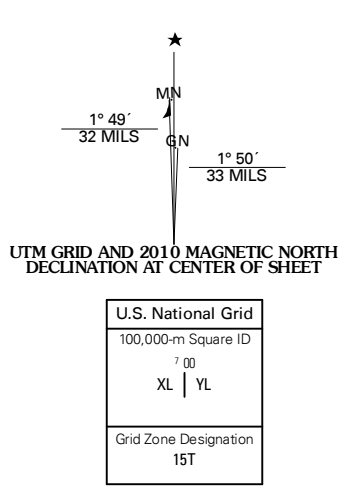 MN
1° 49´
32 MILS
GN
1° 50´
33 MILS
UTM GRID AND 2010 MAGNETIC NORTH
DECLINATION AT CENTER OF SHEET
U.S. National Grid
100,000-m Square ID
7 00
XL YL
Grid Zone Designation
15T